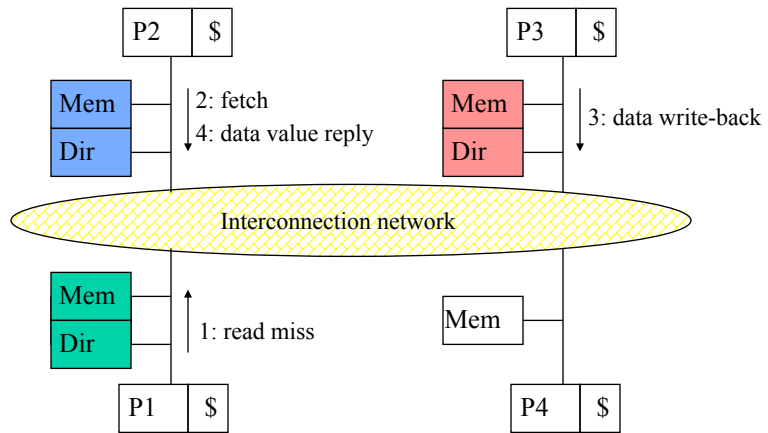 P2 $
P3 $
Mem
Dir
2: fetch
4: data value reply
Mem
Dir
3: data write-back
Interconnection network
Mem
Dir
1: read miss
Mem
P1 $
P4 $